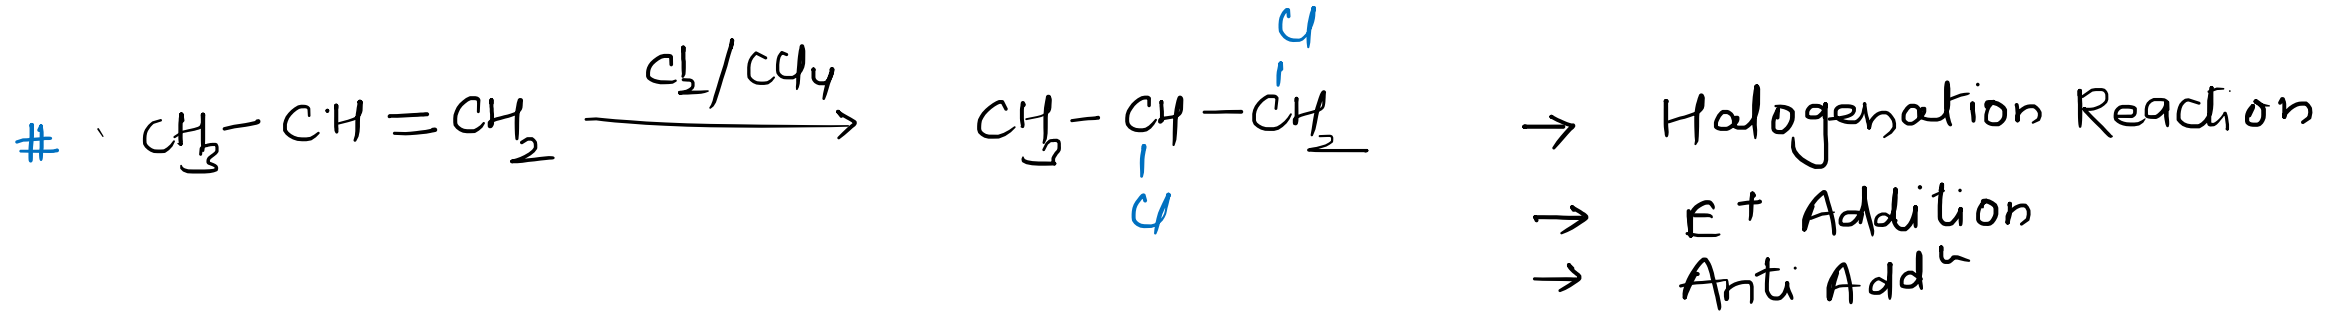 Cl
Cl₂/CCl₄
# CH₃ - CH = CH₂ ⟶ CH₃ - CH - CH₂ → Halogenation Reaction
Cl → E⁺ Addition
→ Anti Addⁿ